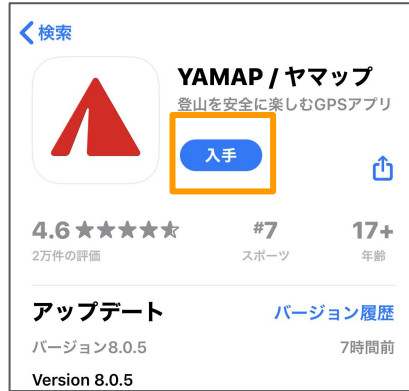 検索
YAMAP / ヤマップ
登山を安全に楽しむGPSアプリ
入手
4.6 ★★★★⯪ #7 17+
2万件の評価 スポーツ 年齢
アップデート バージョン履歴
バージョン8.0.5 7時間前
Version 8.0.5